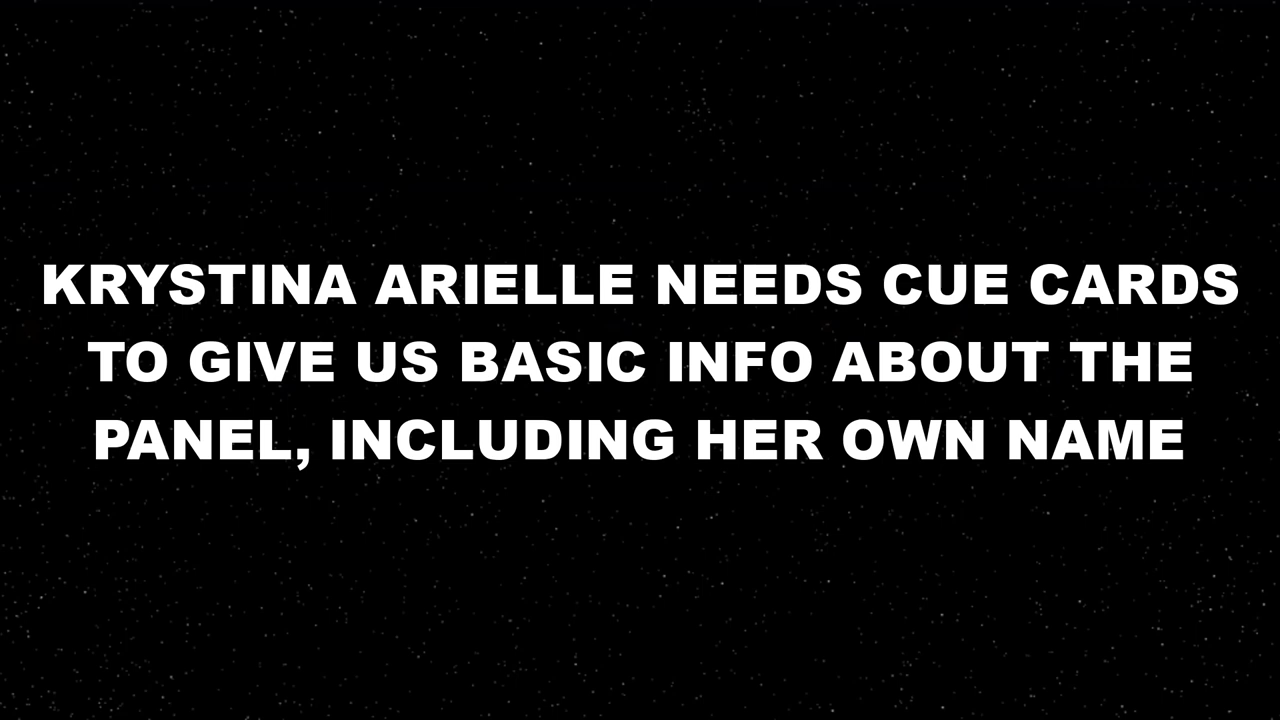 KRYSTINA ARIELLE NEEDS CUE CARDS
TO GIVE US BASIC INFO ABOUT THE
PANEL, INCLUDING HER OWN NAME